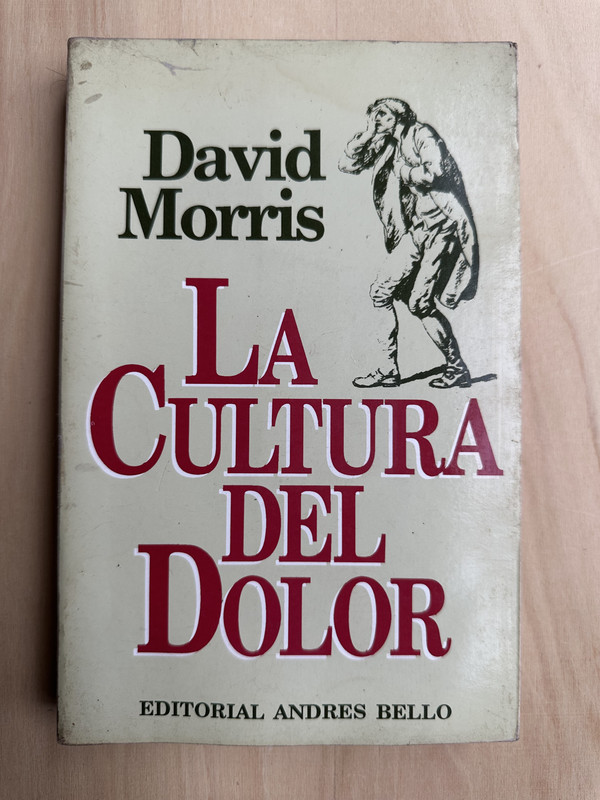 David
Morris
LA
CULTURA
DEL
DOLOR
EDITORIAL ANDRES BELLO